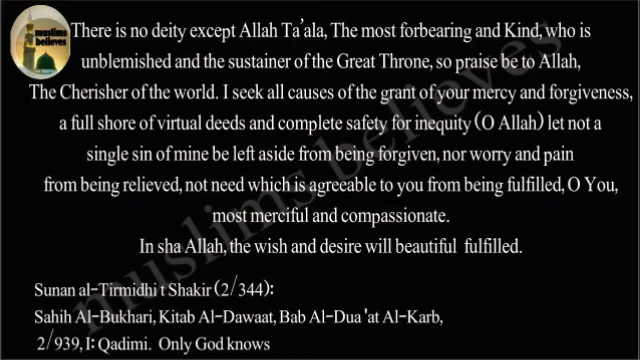 muslims
believes
There is no deity except Allah Ta'ala, The most forbearing and Kind, who is
unblemished and the sustainer of the Great Throne, so praise be to Allah,
The Cherisher of the world. I seek all causes of the grant of your mercy and forgiveness,
a full shore of virtual deeds and complete safety for inequity (O Allah) let not a
single sin of mine be left aside from being forgiven, nor worry and pain
from being relieved, not need which is agreeable to you from being fulfilled, O You,
most merciful and compassionate.
In sha Allah, the wish and desire will beautiful fulfilled.
muslims believes
Sunan al-Tirmidhi t Shakir (2/344):
Sahih Al-Bukhari, Kitab Al-Dawaat, Bab Al-Dua 'at Al-Karb,
2/939, I: Qadimi. Only God knows